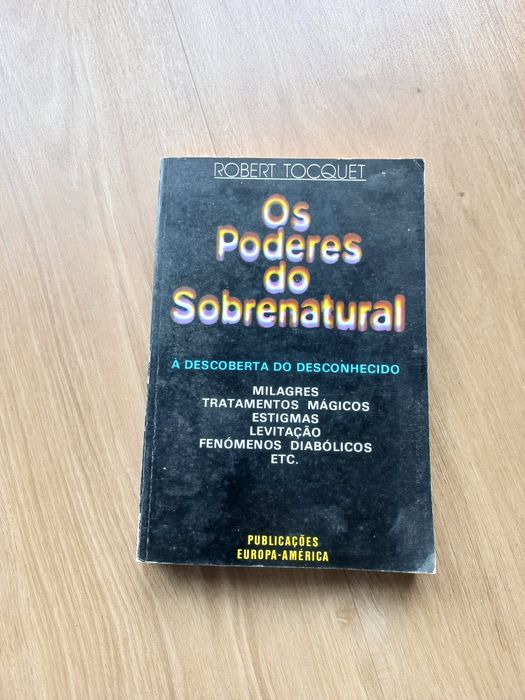 ROBERT TOCQUET
Os
Poderes
do
Sobrenatural
À DESCOBERTA DO DESCONHECIDO
MILAGRES
TRATAMENTOS MÁGICOS
ESTIGMAS
LEVITAÇÃO
FENÓMENOS DIABÓLICOS
ETC.
PUBLICAÇÕES
EUROPA-AMÉRICA